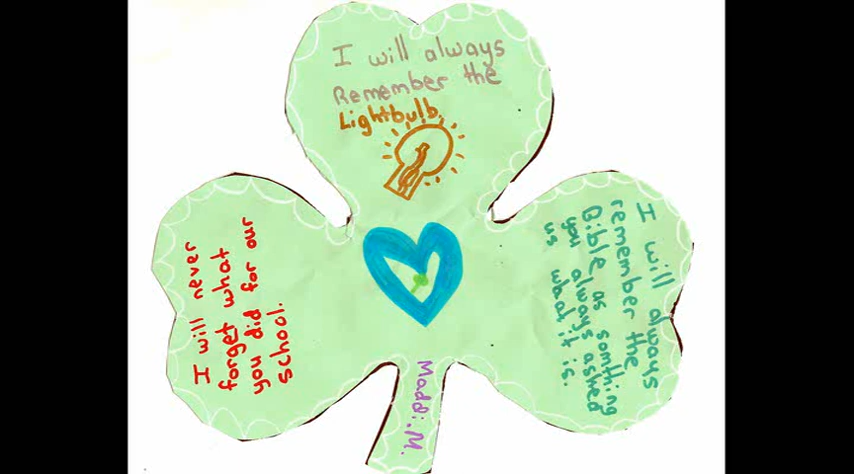 I will always
Remember the
Lightbulb.
I will never
forget what
you did for our
school.
I will always
remember the
Bible as somthing
you always asked
us what it is.
Maddi.M.